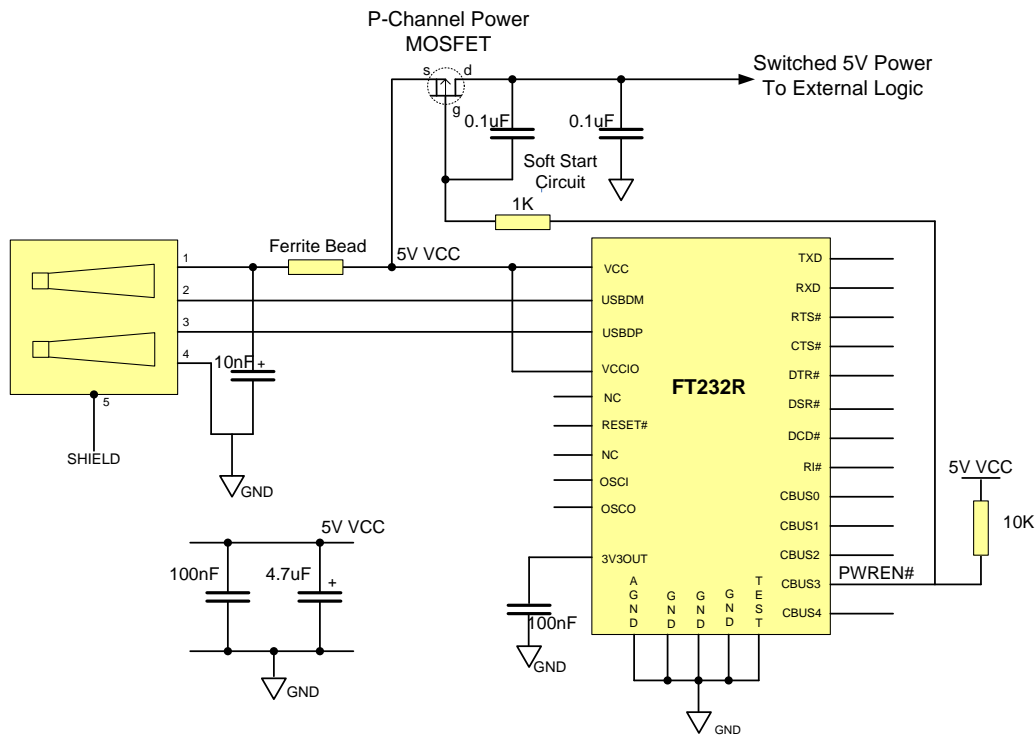 P-Channel Power
MOSFET
s
d
g
Switched 5V Power
To External Logic
0.1uF
0.1uF
Soft Start
Circuit
1K
Ferrite Bead
5V VCC
1
2
3
4
5
10nF +
SHIELD
GND
VCC
USBDM
USBDP
VCCIO
NC
RESET#
NC
OSCI
OSCO
3V3OUT
FT232R
TXD
RXD
RTS#
CTS#
DTR#
DSR#
DCD#
RI#
CBUS0
CBUS1
CBUS2
CBUS3
CBUS4
PWREN#
5V VCC
10K
AGND
GND
GND
GND
TEST
GND
100nF
GND
5V VCC
100nF
4.7uF
+
GND